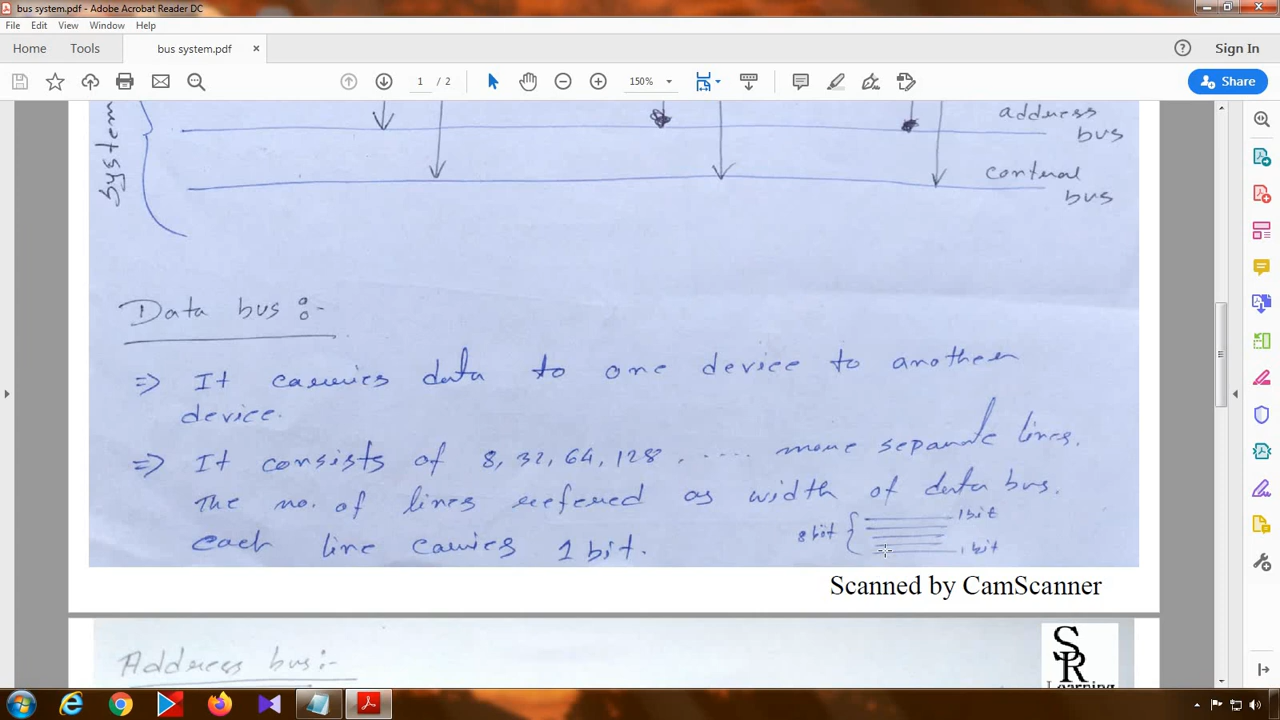 bus system.pdf - Adobe Acrobat Reader DC
File Edit View Window Help
Home Tools bus system.pdf × Sign In
1 / 2 150% Share
System
address
bus
control
bus
Data bus :-
⇒ It carries data to one device to another
device.
⇒ It consists of 8, 32, 64, 128, ..... more separate lines.
The no. of lines referred as width of data bus.
each line carries 1 bit.
8 bit { 1 bit
1 bit
Scanned by CamScanner
Address bus:-
SR
Learning